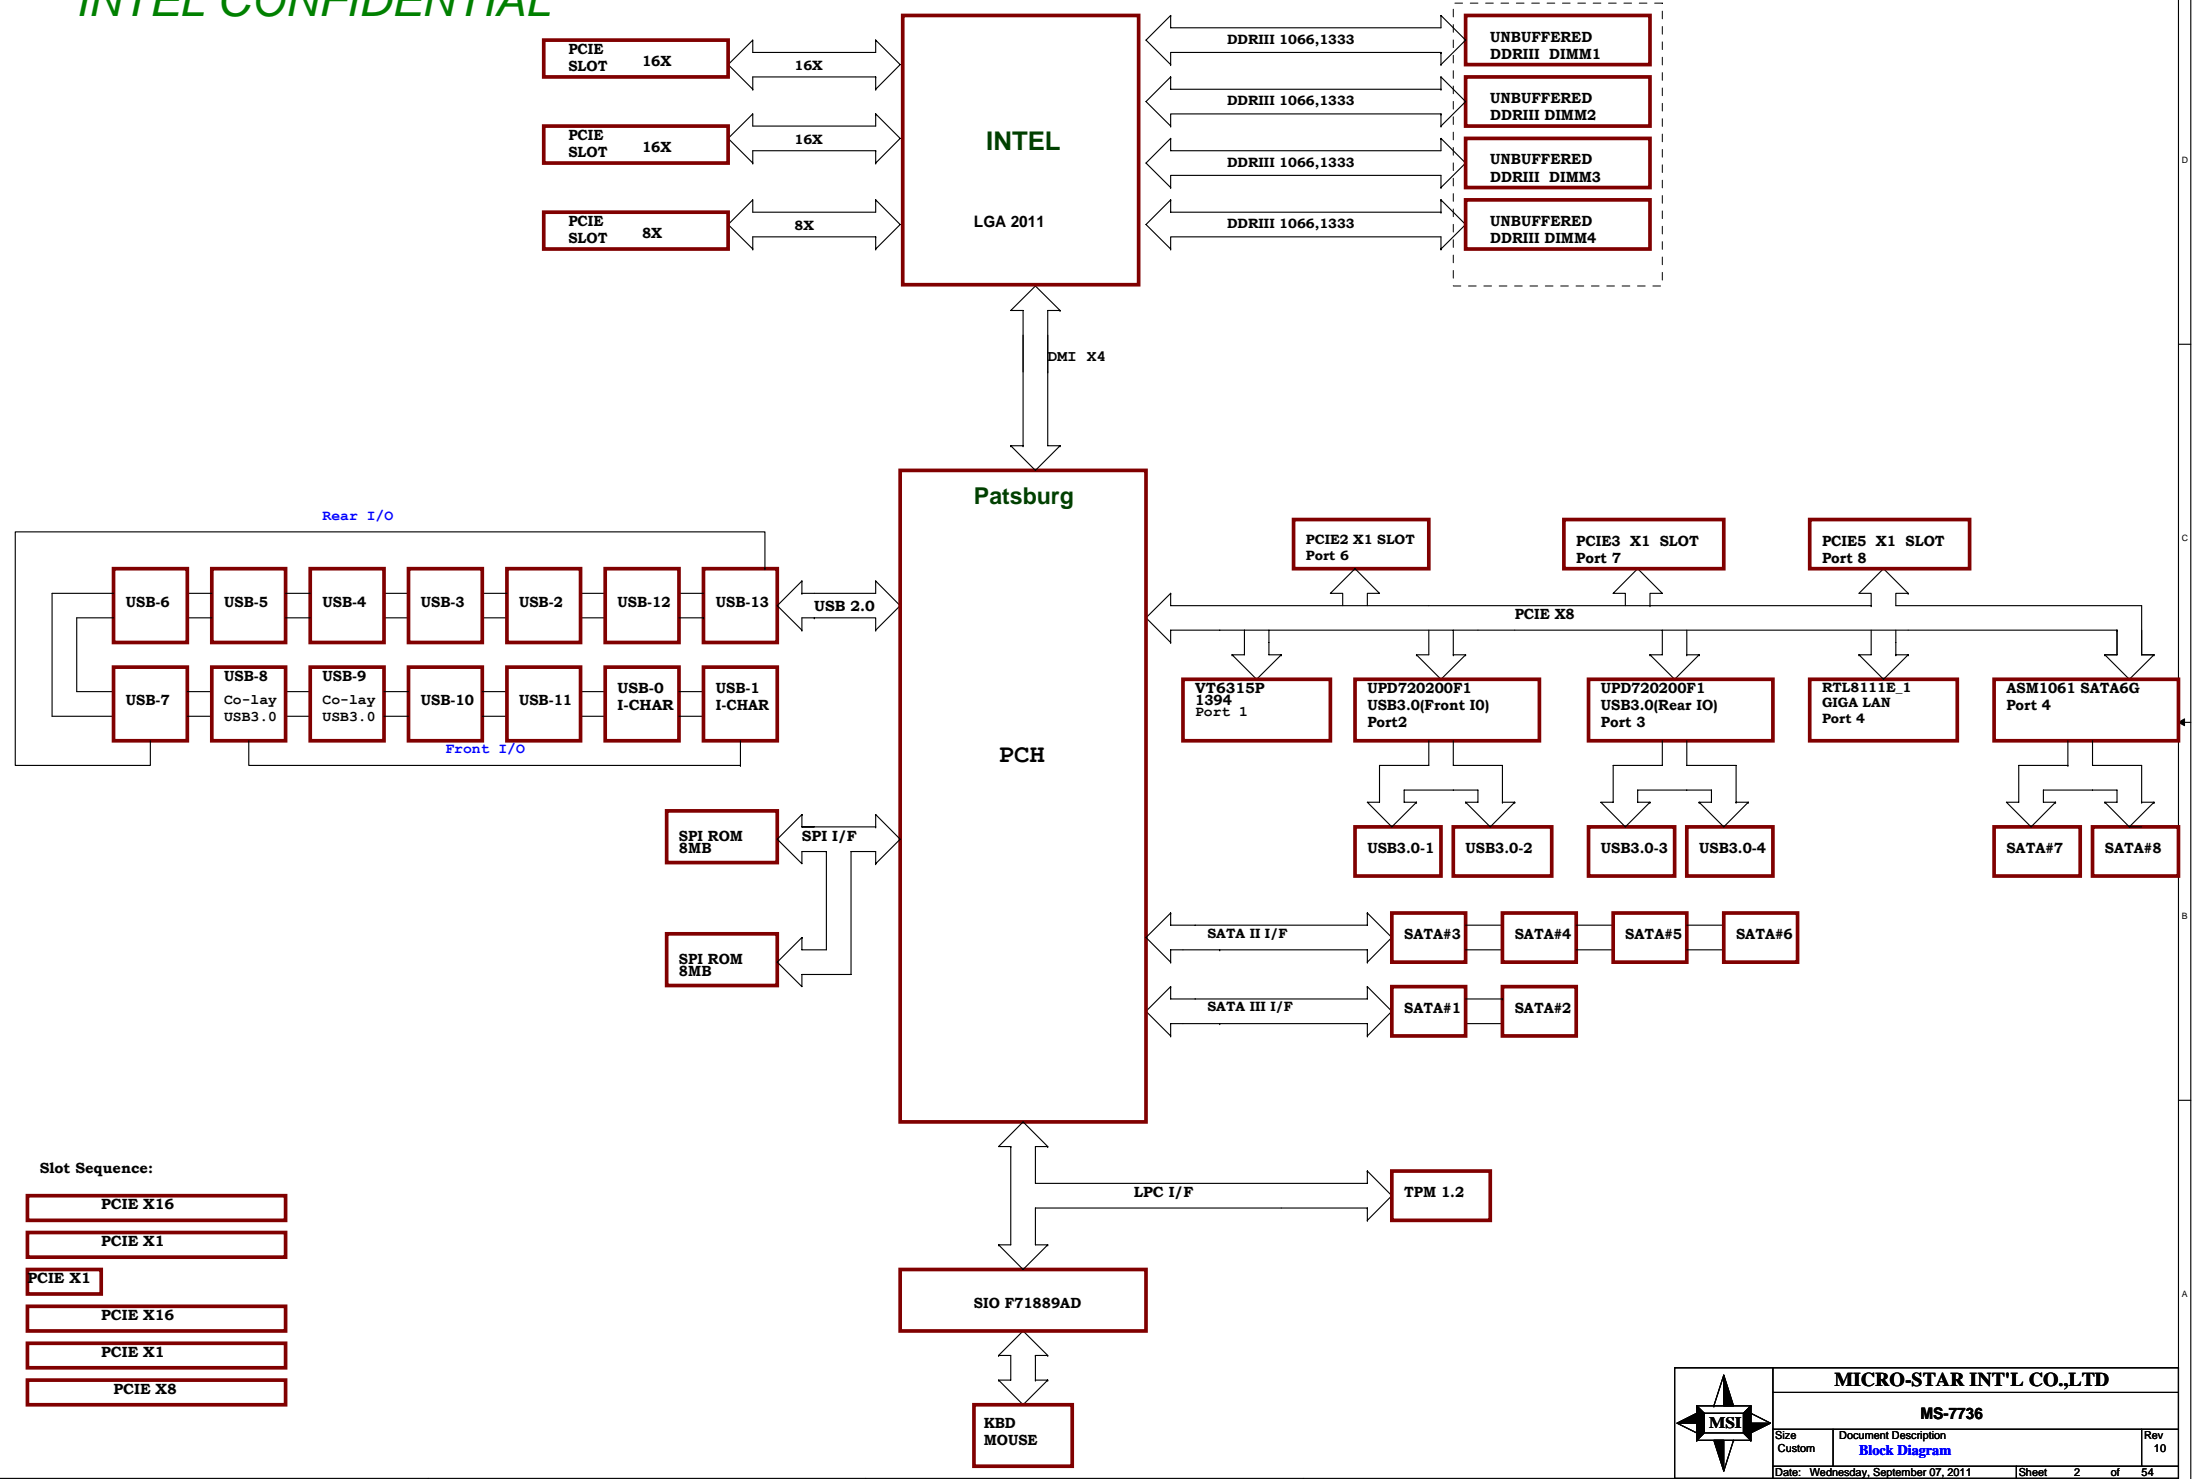 INTEL CONFIDENTIAL
PCIE
SLOT 16X
16X
PCIE
SLOT 16X
16X
PCIE
SLOT 8X
8X
INTEL
LGA 2011
DDRIII 1066,1333
UNBUFFERED
DDRIII DIMM1
DDRIII 1066,1333
UNBUFFERED
DDRIII DIMM2
DDRIII 1066,1333
UNBUFFERED
DDRIII DIMM3
DDRIII 1066,1333
UNBUFFERED
DDRIII DIMM4
DMI X4
Patsburg
PCH
Rear I/O
USB-6
USB-5
USB-4
USB-3
USB-2
USB-12
USB-13
USB 2.0
USB-7
USB-8
Co-lay
USB3.0
USB-9
Co-lay
USB3.0
USB-10
USB-11
USB-0
I-CHAR
USB-1
I-CHAR
Front I/O
PCIE2 X1 SLOT
Port 6
PCIE3 X1 SLOT
Port 7
PCIE5 X1 SLOT
Port 8
PCIE X8
VT6315P
1394
Port 1
UPD720200F1
USB3.0(Front I0)
Port2
UPD720200F1
USB3.0(Rear IO)
Port 3
RTL8111E_1
GIGA LAN
Port 4
ASM1061 SATA6G
Port 4
USB3.0-1
USB3.0-2
USB3.0-3
USB3.0-4
SATA#7
SATA#8
SPI ROM
8MB
SPI I/F
SPI ROM
8MB
SATA II I/F
SATA#3
SATA#4
SATA#5
SATA#6
SATA III I/F
SATA#1
SATA#2
LPC I/F
TPM 1.2
SIO F71889AD
KBD
MOUSE
Slot Sequence:
PCIE X16
PCIE X1
PCIE X1
PCIE X16
PCIE X1
PCIE X8
D
C
B
A
MSI
MICRO-STAR INT'L CO.,LTD
MS-7736
Size
Custom
Document Description
Block Diagram
Rev
10
Date: Wednesday, September 07, 2011
Sheet 2 of 54